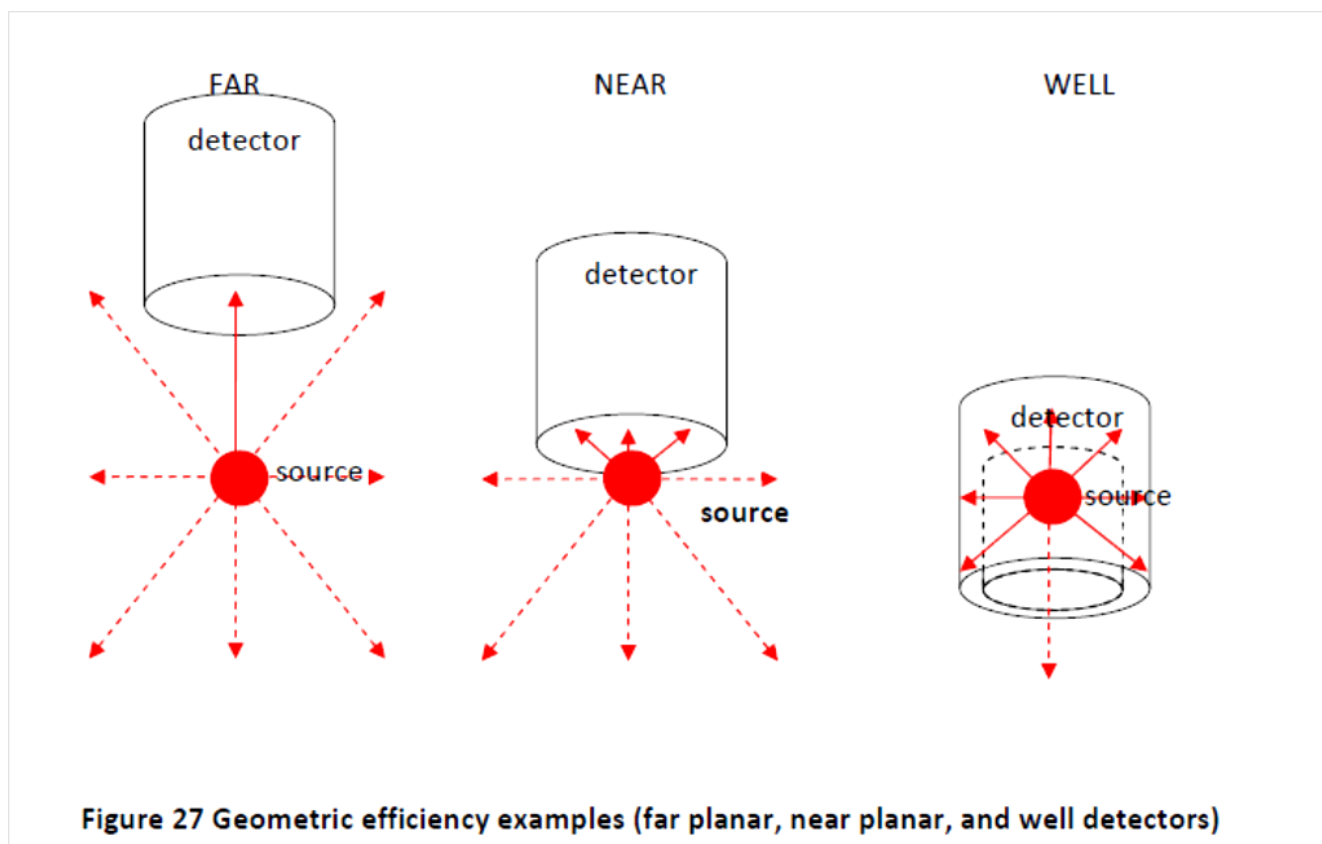 FAR
NEAR
WELL
detector
detector
detector
source
source
source
Figure 27 Geometric efficiency examples (far planar, near planar, and well detectors)